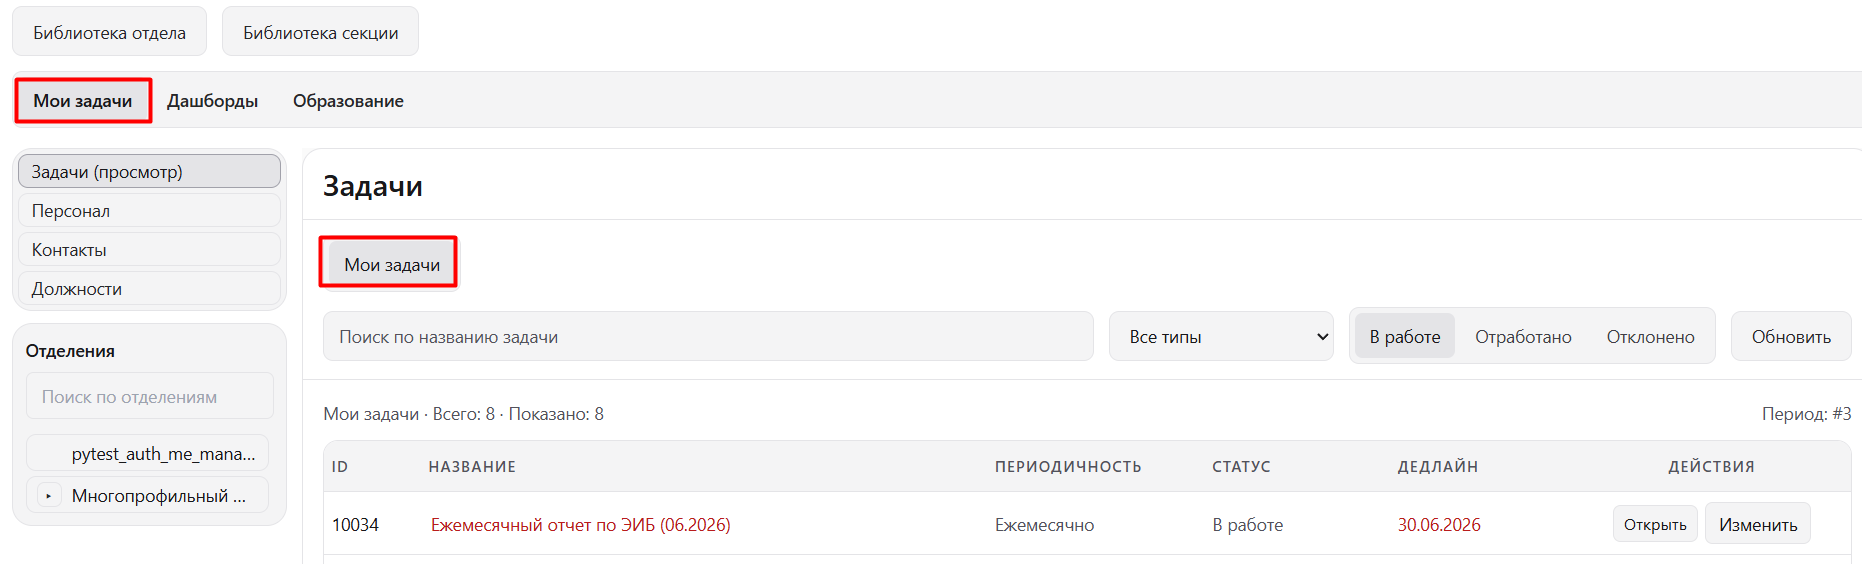 Библиотека отдела Библиотека секции
Мои задачи Дашборды Образование
Задачи (просмотр)
Персонал
Контакты
Должности
Отделения
Поиск по отделениям
pytest_auth_me_mana...
Многопрофильный ...
Задачи
Мои задачи
Поиск по названию задачи Все типы В работе Отработано Отклонено Обновить
Мои задачи · Всего: 8 · Показано: 8 Период: #3
ID НАЗВАНИЕ ПЕРИОДИЧНОСТЬ СТАТУС ДЕДЛАЙН ДЕЙСТВИЯ
10034 Ежемесячный отчет по ЭИБ (06.2026) Ежемесячно В работе 30.06.2026 Открыть Изменить